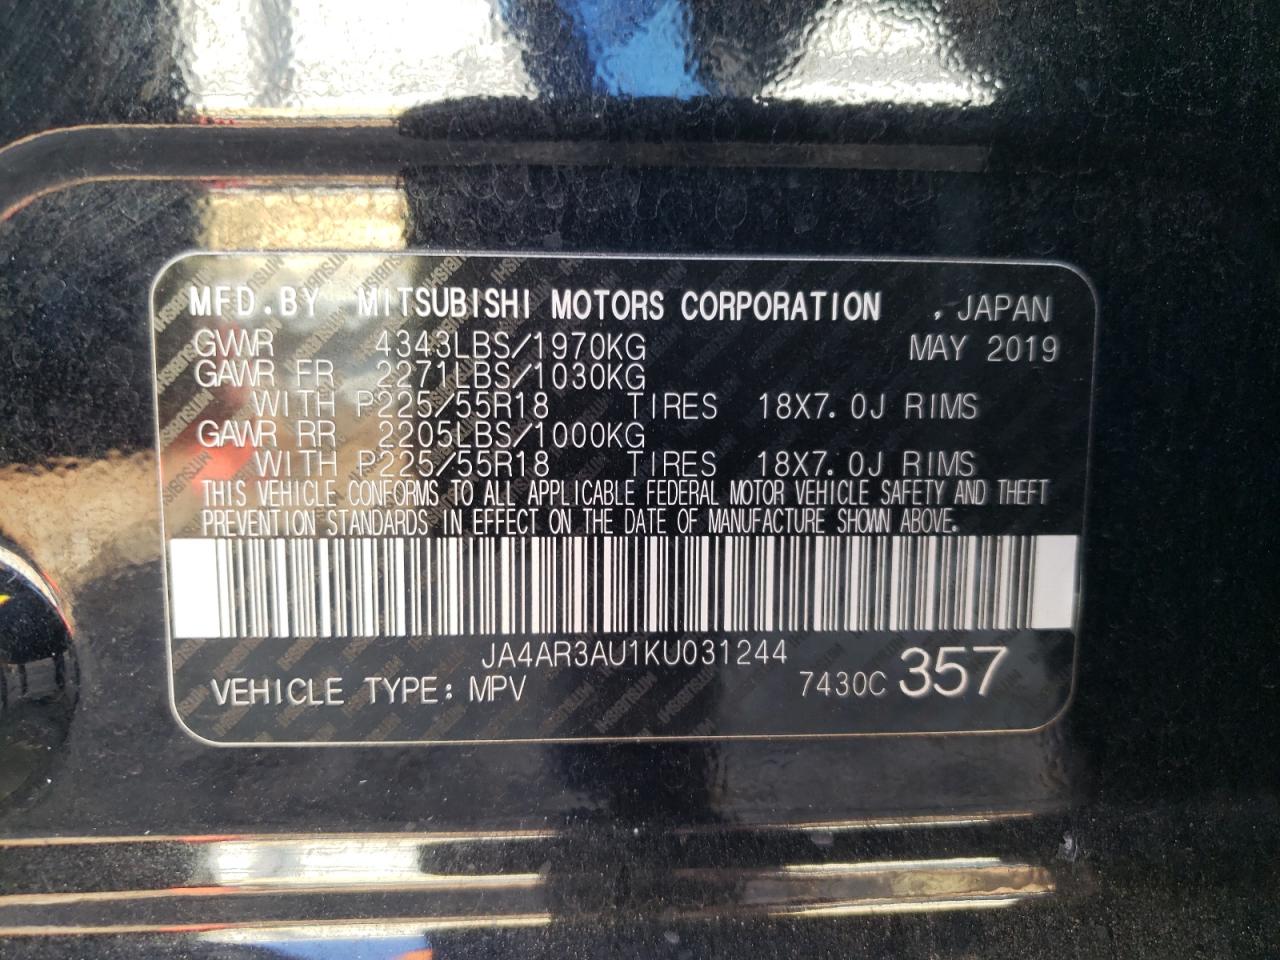 MFD. BY MITSUBISHI MOTORS CORPORATION , JAPAN
GVWR 4343LBS/1970KG MAY 2019
GAWR FR 2271LBS/1030KG
WITH P225/55R18 TIRES 18X7.0J RIMS
GAWR RR 2205LBS/1000KG
WITH P225/55R18 TIRES 18X7.0J RIMS
THIS VEHICLE CONFORMS TO ALL APPLICABLE FEDERAL MOTOR VEHICLE SAFETY AND THEFT
PREVENTION STANDARDS IN EFFECT ON THE DATE OF MANUFACTURE SHOWN ABOVE.
JA4AR3AU1KU031244
VEHICLE TYPE: MPV 7430C 357